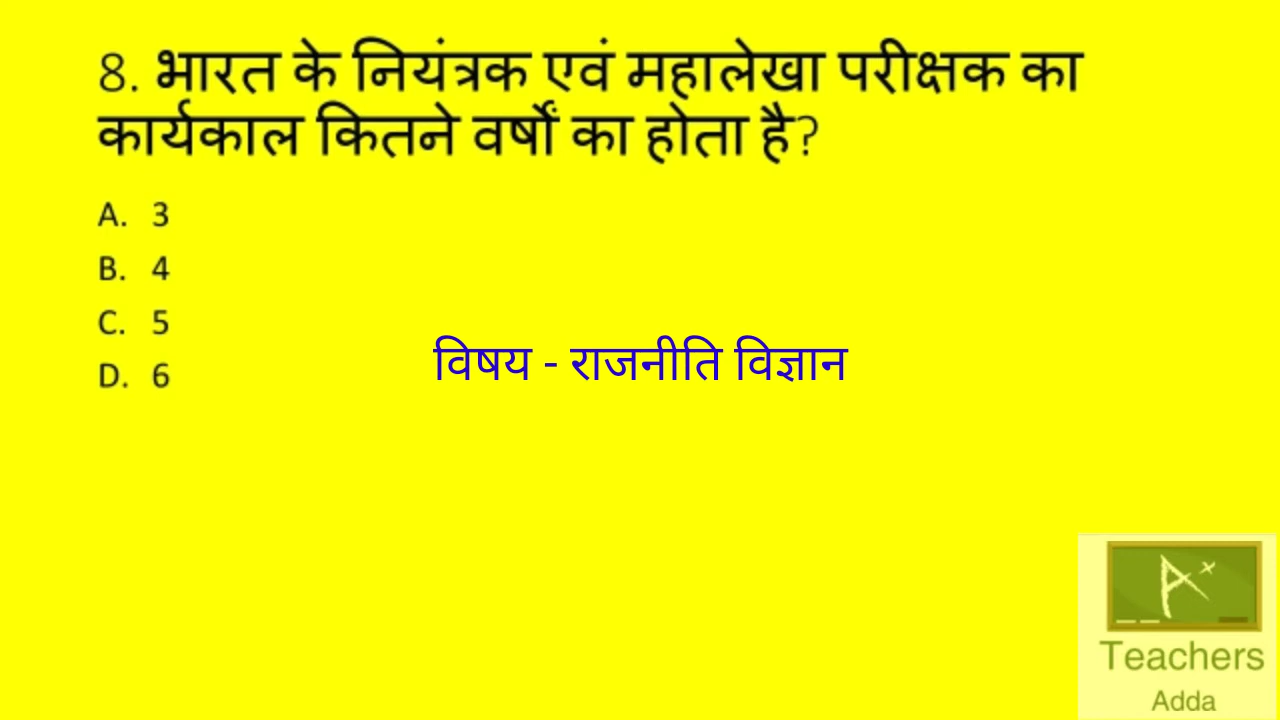 8. भारत के नियंत्रक एवं महालेखा परीक्षक का
कार्यकाल कितने वर्षों का होता है?
A. 3
B. 4
C. 5
D. 6
विषय - राजनीति विज्ञान
A+
Teachers
Adda